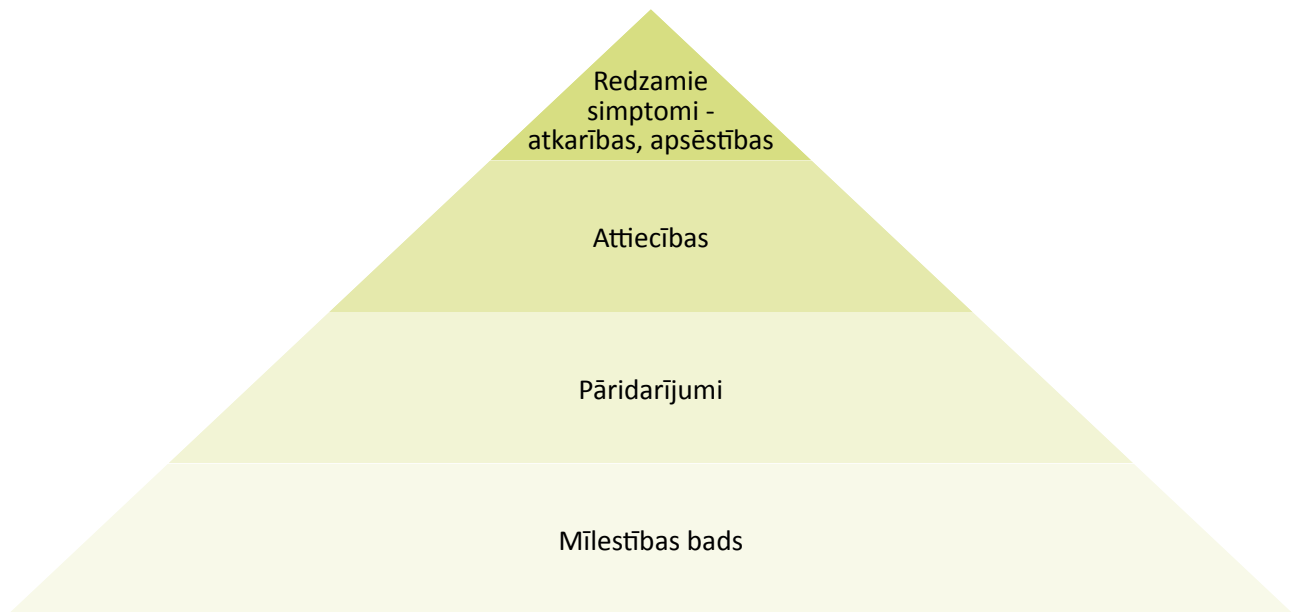 Redzamie
simptomi -
atkarības, apsēstības
Attiecības
Pāridarījumi
Mīlestības bads